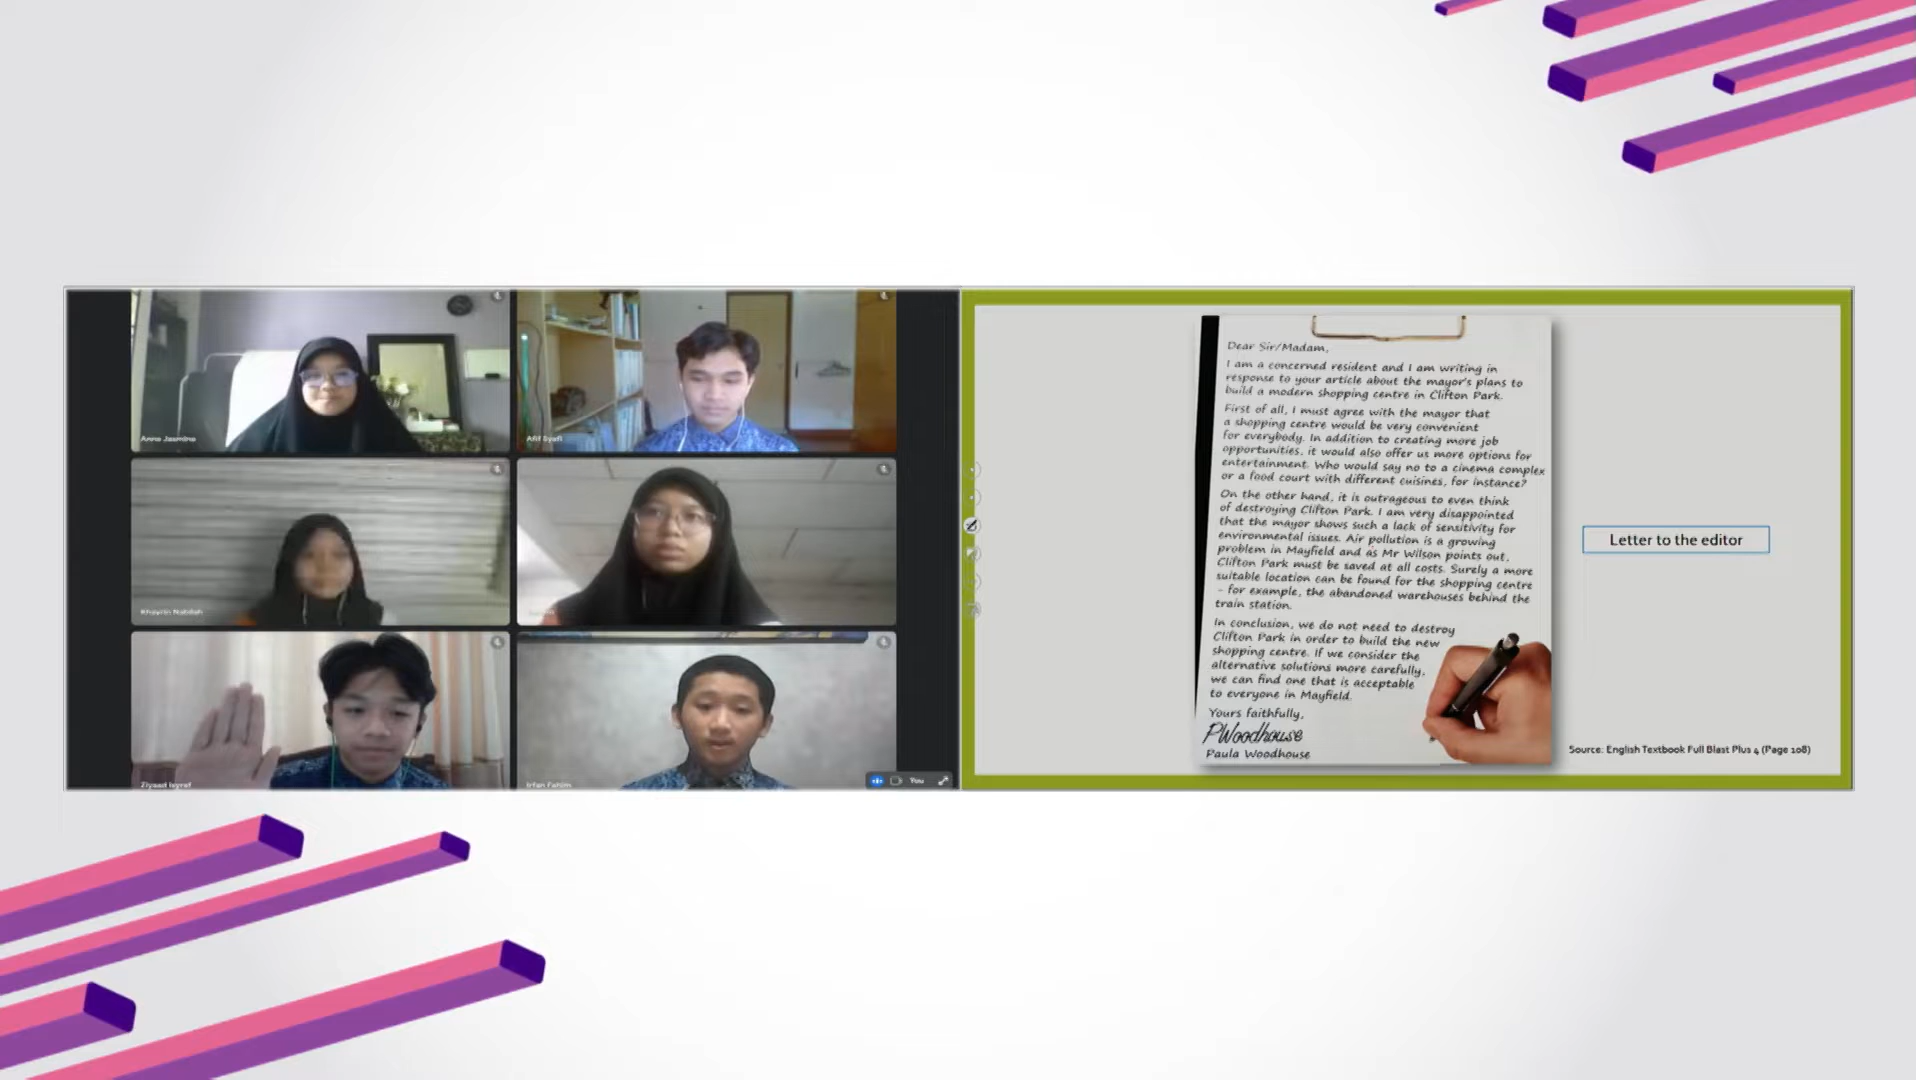 Anna Jasmine
Afif Syafi
Khayrin Nabilah
Ziyaad Isyraf
Irfan Fahim
You
Dear Sir/Madam,
I am a concerned resident and I am writing in
response to your article about the mayor's plans to
build a modern shopping centre in Clifton Park.
First of all, I must agree with the mayor that
a shopping centre would be very convenient
for everybody. In addition to creating more job
opportunities, it would also offer us more options for
entertainment. Who would say no to a cinema complex
or a food court with different cuisines, for instance?
On the other hand, it is outrageous to even think
of destroying Clifton Park. I am very disappointed
that the mayor shows such a lack of sensitivity for
environmental issues. Air pollution is a growing
problem in Mayfield and as Mr Wilson points out,
Clifton Park must be saved at all costs. Surely a more
suitable location can be found for the shopping centre
- for example, the abandoned warehouses behind the
train station.
In conclusion, we do not need to destroy
Clifton Park in order to build the new
shopping centre. If we consider the
alternative solutions more carefully,
we can find one that is acceptable
to everyone in Mayfield.
Yours faithfully,
PWoodhouse
Paula Woodhouse
Letter to the editor
Source: English Textbook Full Blast Plus 4 (Page 108)